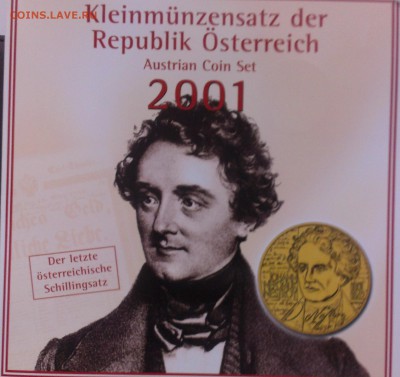 COINS.LAVE.RU
Kleinmünzensatz der
Republik Österreich
Austrian Coin Set
2001
Der letzte
österreichische
Schillingsatz